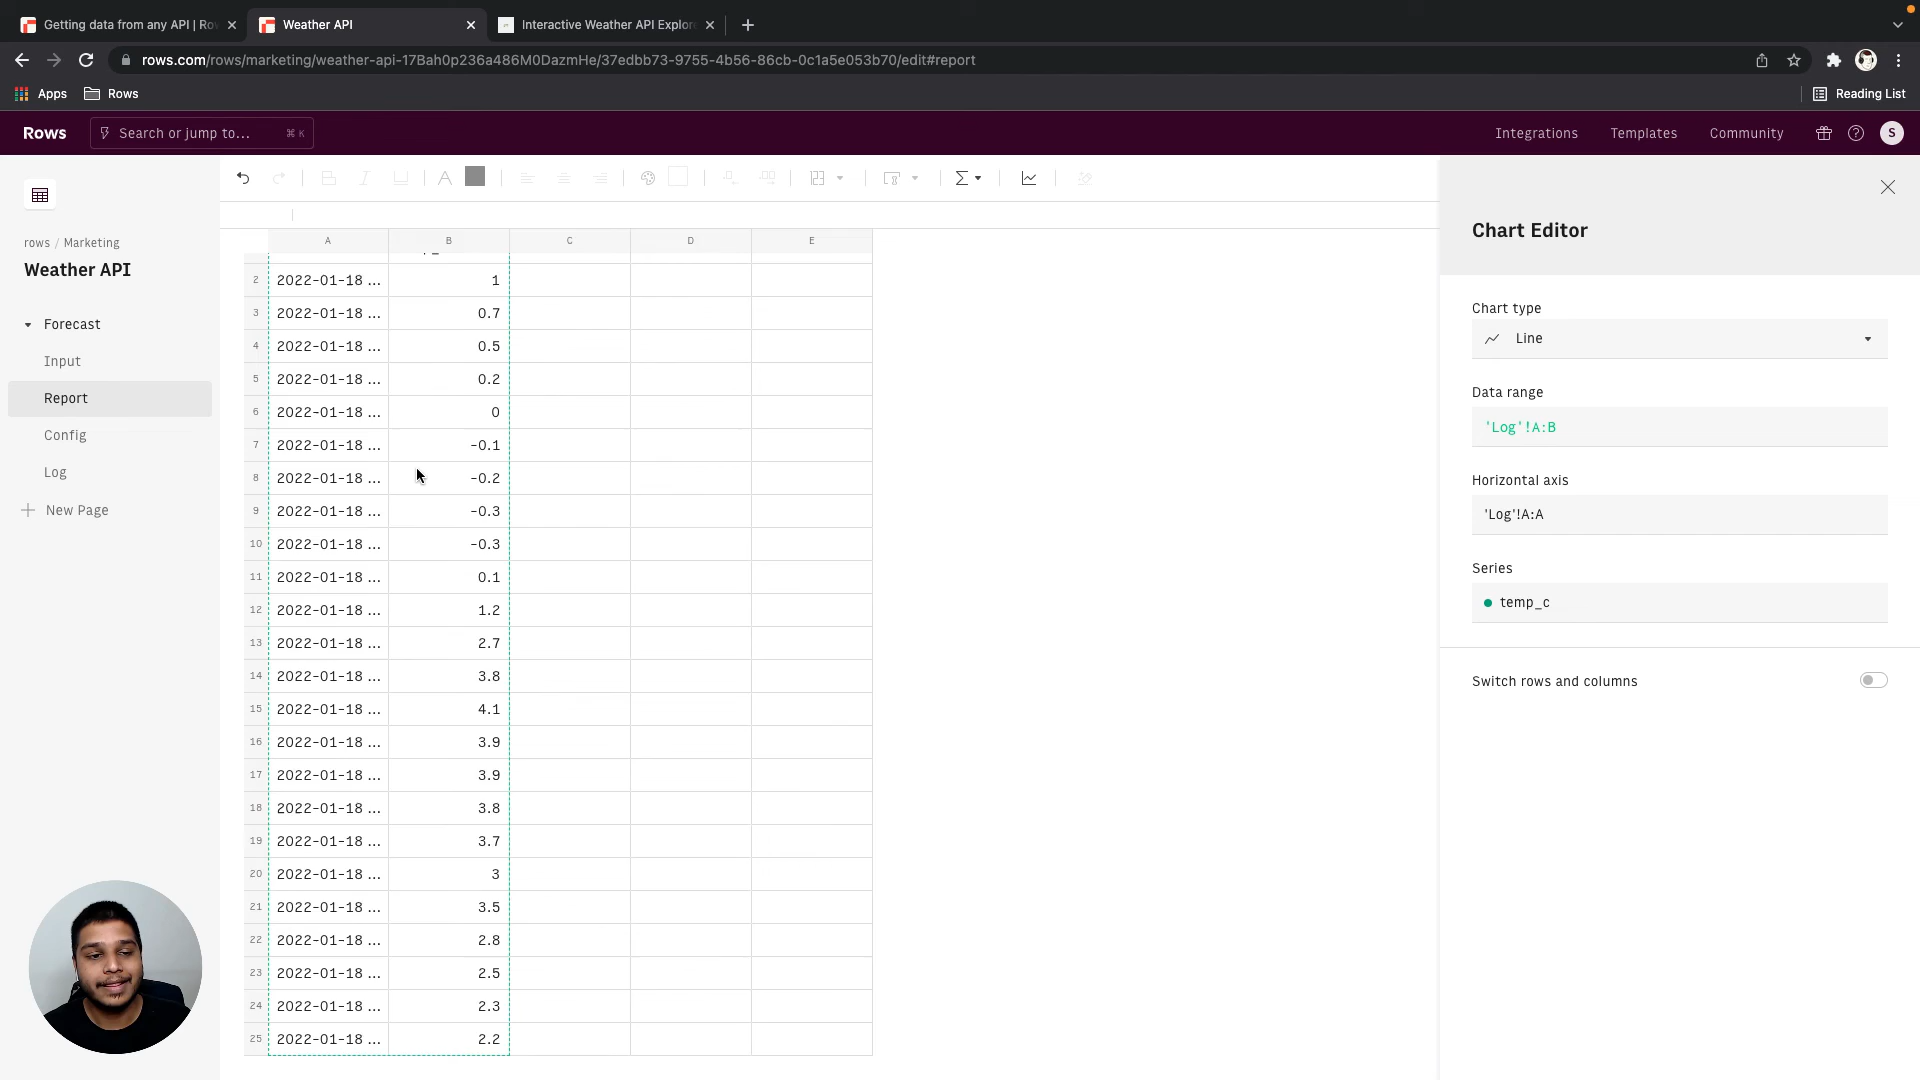 Getting data from any API | Ro
Weather API
Interactive Weather API Explor
rows.com/rows/marketing/weather-api-17Bah0p236a486M0DazmHe/37edbb73-9755-4b56-86cb-0c1a5e053b70/edit#report
Apps
Rows
Reading List
Rows
Search or jump to...
⌘ K
Integrations
Templates
Community
S
rows / Marketing
Weather API
Forecast
Input
Report
Config
Log
New Page
A B C D E
2 2022-01-18 ... 1
3 2022-01-18 ... 0.7
4 2022-01-18 ... 0.5
5 2022-01-18 ... 0.2
6 2022-01-18 ... 0
7 2022-01-18 ... -0.1
8 2022-01-18 ... -0.2
9 2022-01-18 ... -0.3
10 2022-01-18 ... -0.3
11 2022-01-18 ... 0.1
12 2022-01-18 ... 1.2
13 2022-01-18 ... 2.7
14 2022-01-18 ... 3.8
15 2022-01-18 ... 4.1
16 2022-01-18 ... 3.9
17 2022-01-18 ... 3.9
18 2022-01-18 ... 3.8
19 2022-01-18 ... 3.7
20 2022-01-18 ... 3
21 2022-01-18 ... 3.5
22 2022-01-18 ... 2.8
23 2022-01-18 ... 2.5
24 2022-01-18 ... 2.3
25 2022-01-18 ... 2.2
Chart Editor
Chart type
Line
Data range
'Log'!A:B
Horizontal axis
'Log'!A:A
Series
temp_c
Switch rows and columns